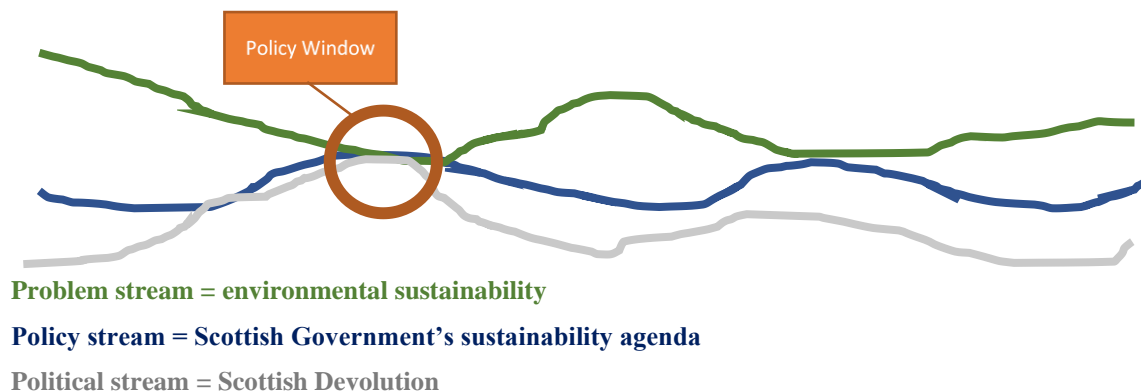 Policy Window
Problem stream = environmental sustainability
Policy stream = Scottish Government’s sustainability agenda
Political stream = Scottish Devolution